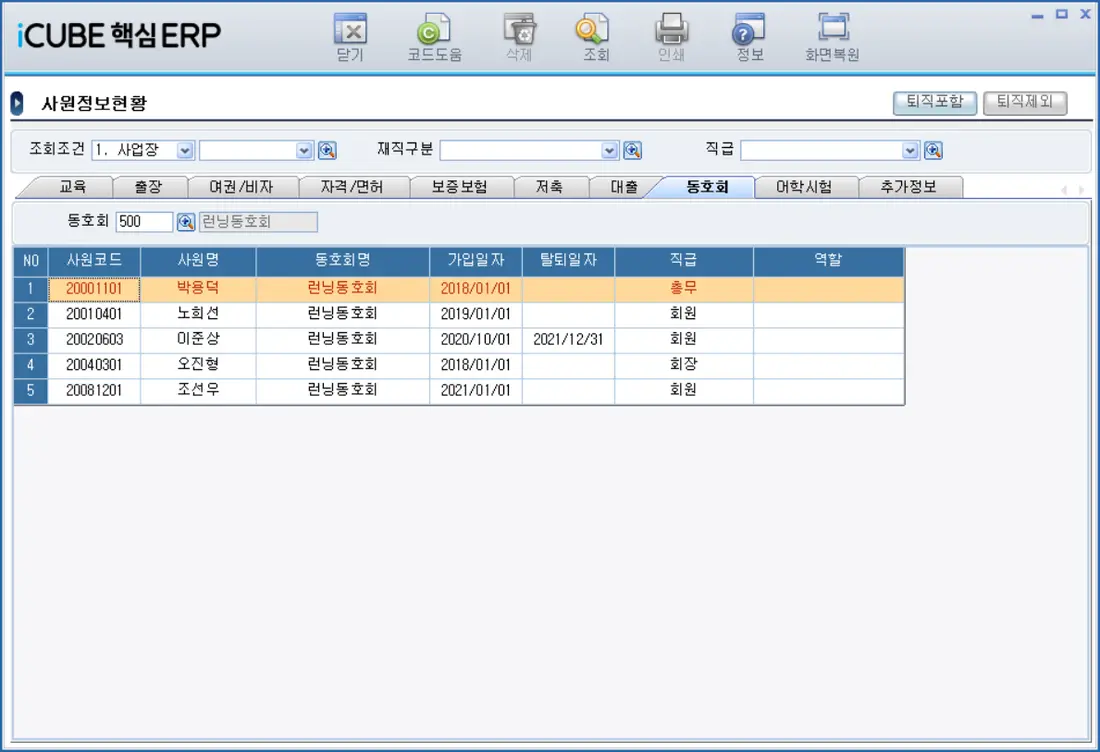 iCUBE 핵심ERP
닫기 코드도움 삭제 조회 인쇄 정보 화면복원
사원정보현황 퇴직포함 퇴직제외
조회조건 1. 사업장 재직구분 직급
교육 출장 여권/비자 자격/면허 보증보험 저축 대출 동호회 어학시험 추가정보
동호회 500 런닝동호회
NO 사원코드 사원명 동호회명 가입일자 탈퇴일자 직급 역할
1 20001101 박용덕 런닝동호회 2018/01/01 총무
2 20010401 노희선 런닝동호회 2019/01/01 회원
3 20020603 이준상 런닝동호회 2020/10/01 2021/12/31 회원
4 20040301 오진형 런닝동호회 2018/01/01 회장
5 20081201 조선우 런닝동호회 2021/01/01 회원